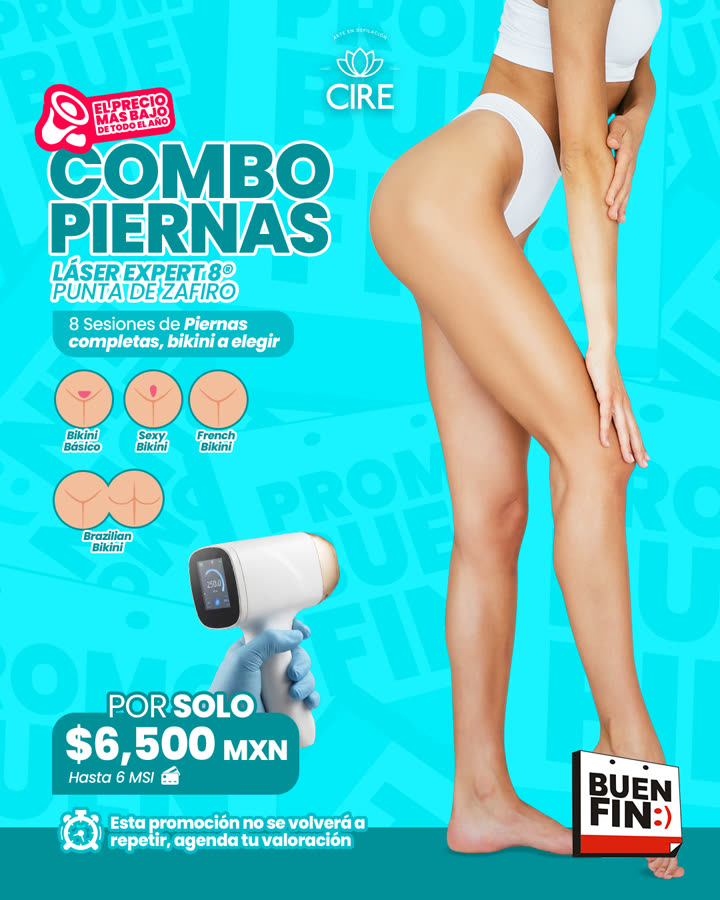 ARTE EN DEPILACIÓN
CIRE
EL PRECIO
MAS BAJO
DE TODO EL AÑO
COMBO
PIERNAS
LÁSER EXPERT 8®
PUNTA DE ZAFIRO
8 Sesiones de Piernas
completas, bikini a elegir
Bikini
Básico
Sexy
Bikini
French
Bikini
Brazilian
Bikini
250.0
POR SOLO
$6,500 MXN
Hasta 6 MSI
Esta promoción no se volverá a
repetir, agenda tu valoración
BUEN
FIN:)